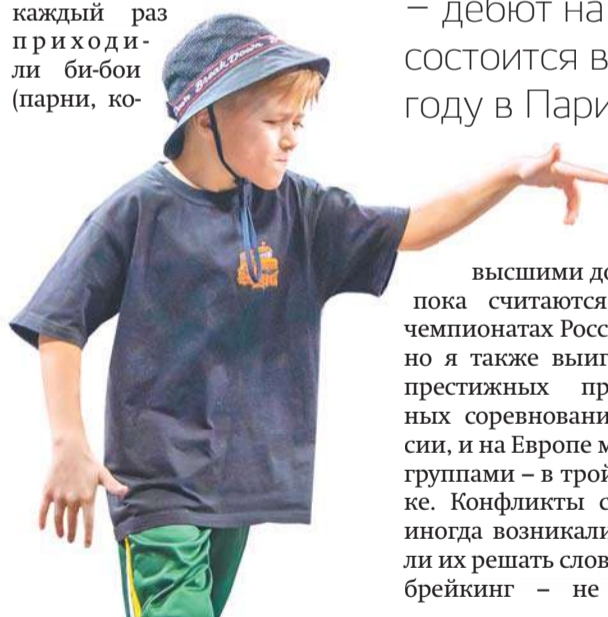 каждый раз
приходи-
ли би-бои
(парни, ко-
– дебют на
состоится в
году в Пари
Break Down
высшими до
пока считаются
чемпионатах Росс
но я также выиг
престижных пр
ных соревновани
сии, и на Европе м
группами – в трой
ке. Конфликты с
иногда возникали
ли их решать слов
брейкинг – не